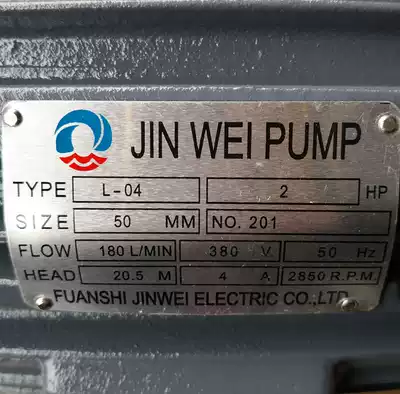 JIN WEI PUMP
TYPE L-04 2 HP
SIZE 50 MM NO. 201
FLOW 180 L/MIN 380 V 50 Hz
HEAD 20.5 M 4 A 2850 R.P.M.
FUANSHI JINWEI ELECTRIC CO.,LTD